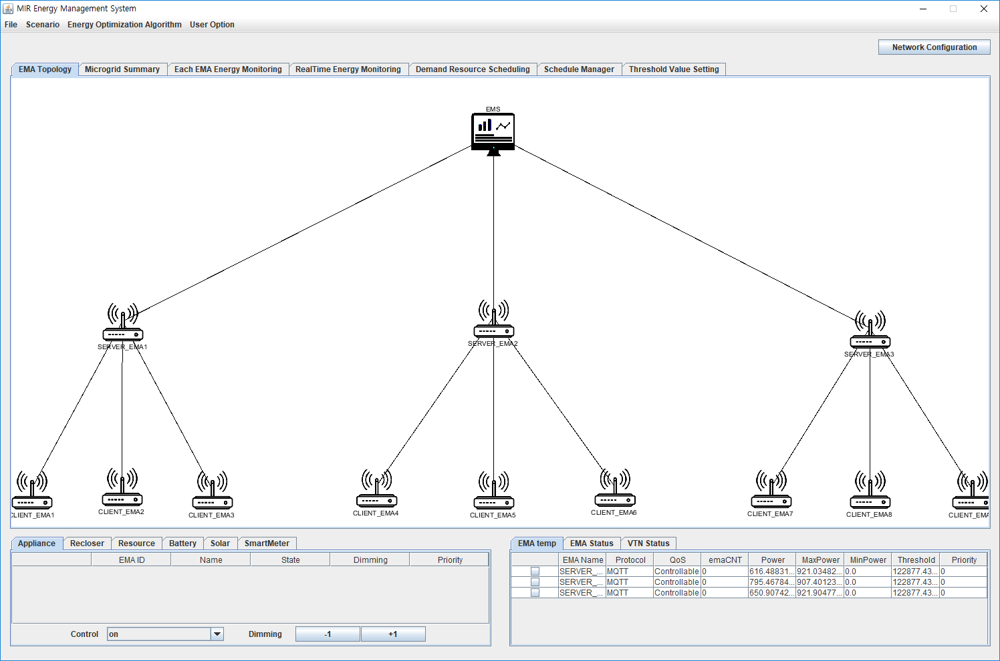 MIR Energy Management System
File Scenario Energy Optimization Algorithm User Option
Network Configuration
EMA Topology Microgrid Summary Each EMA Energy Monitoring RealTime Energy Monitoring Demand Resource Scheduling Schedule Manager Threshold Value Setting
EMS
SERVER_EMA1 SERVER_EMA2 SERVER_EMA3
CLIENT_EMA1 CLIENT_EMA2 CLIENT_EMA3 CLIENT_EMA4 CLIENT_EMA5 CLIENT_EMA6 CLIENT_EMA7 CLIENT_EMA8 CLIENT_EMA
Appliance Recloser Resource Battery Solar SmartMeter
EMA ID Name State Dimming Priority
Control on Dimming -1 +1
EMA temp EMA Status VTN Status
EMA Name Protocol QoS emaCNT Power MaxPower MinPower Threshold Priority
SERVER_... MQTT Controllable 0 616.48831... 921.03482... 0.0 122877.43... 0
SERVER_... MQTT Controllable 0 795.46784... 907.40123... 0.0 122877.43... 0
SERVER_... MQTT Controllable 0 650.90742... 921.90477... 0.0 122877.43... 0